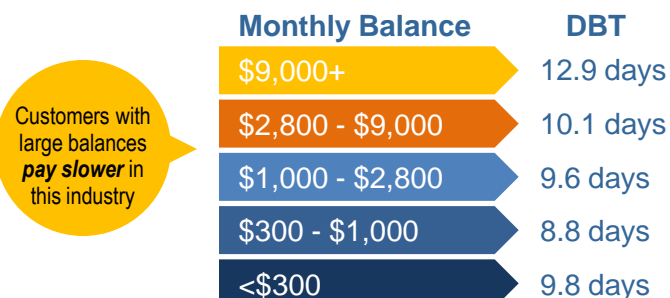 Monthly Balance DBT
$9,000+ 12.9 days
Customers with
large balances
pay slower in
this industry
$2,800 - $9,000 10.1 days
$1,000 - $2,800 9.6 days
$300 - $1,000 8.8 days
<$300 9.8 days